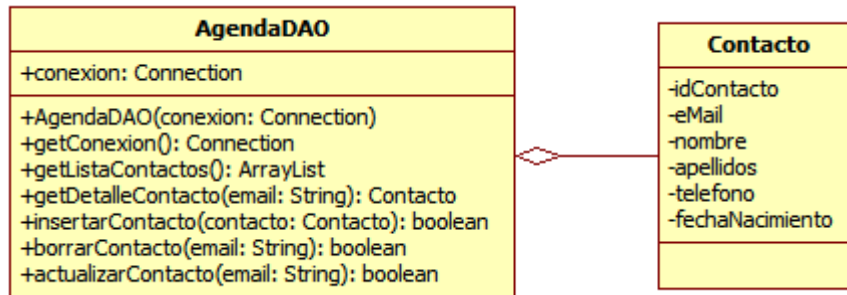 AgendaDAO
+conexion: Connection
+AgendaDAO(conexion: Connection)
+getConexion(): Connection
+getListaContactos(): ArrayList
+getDetalleContacto(email: String): Contacto
+insertarContacto(contacto: Contacto): boolean
+borrarContacto(email: String): boolean
+actualizarContacto(email: String): boolean
Contacto
-idContacto
-eMail
-nombre
-apellidos
-telefono
-fechaNacimiento